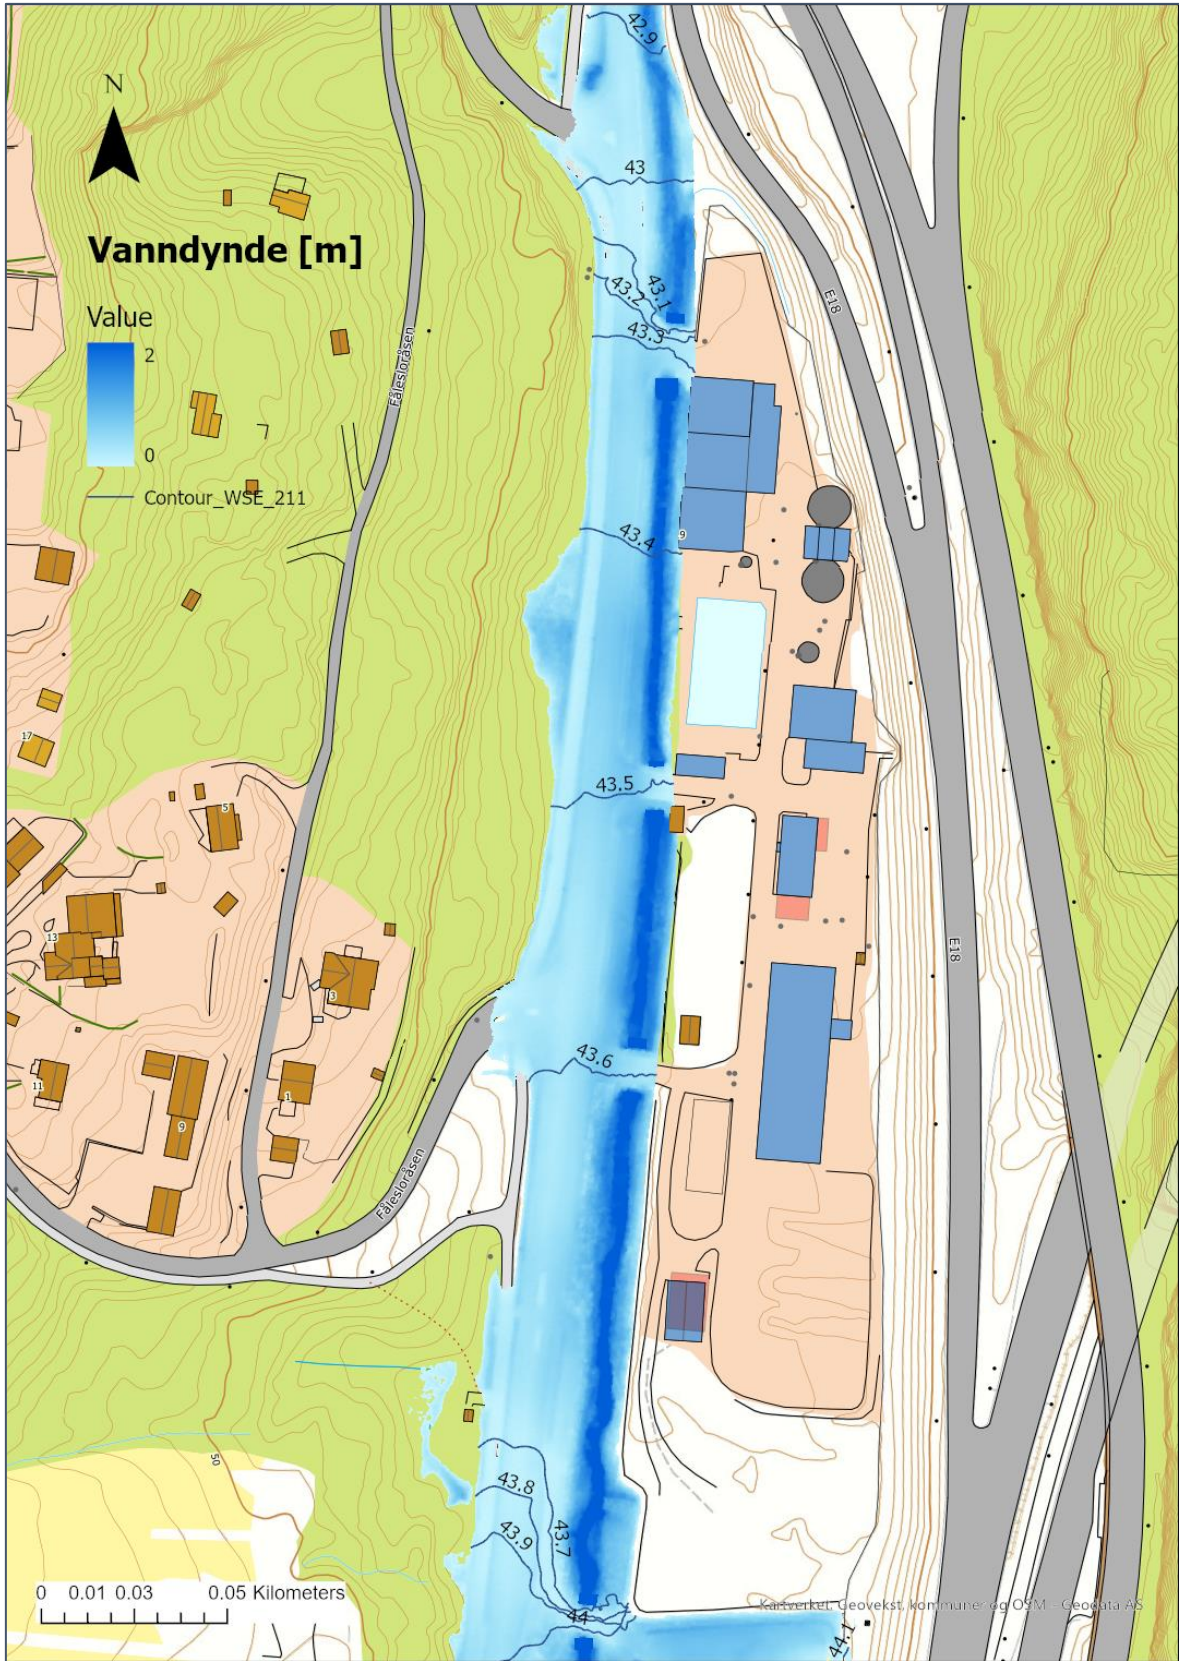 42.9
N
43
Vanndynde [m]
43.1
43.2
E18
Value
43.3
2
Fålesloråsen
0
Contour_WSE_211
43.4
9
17
43.5
5
13
E18
3
43.6
11
1
9
Fålesloråsen
50
43.8
43.9
43.7
0 0.01 0.03 0.05 Kilometers
44
Kartverket, Geovekst, kommuner og OSM - Geodata AS
44.1